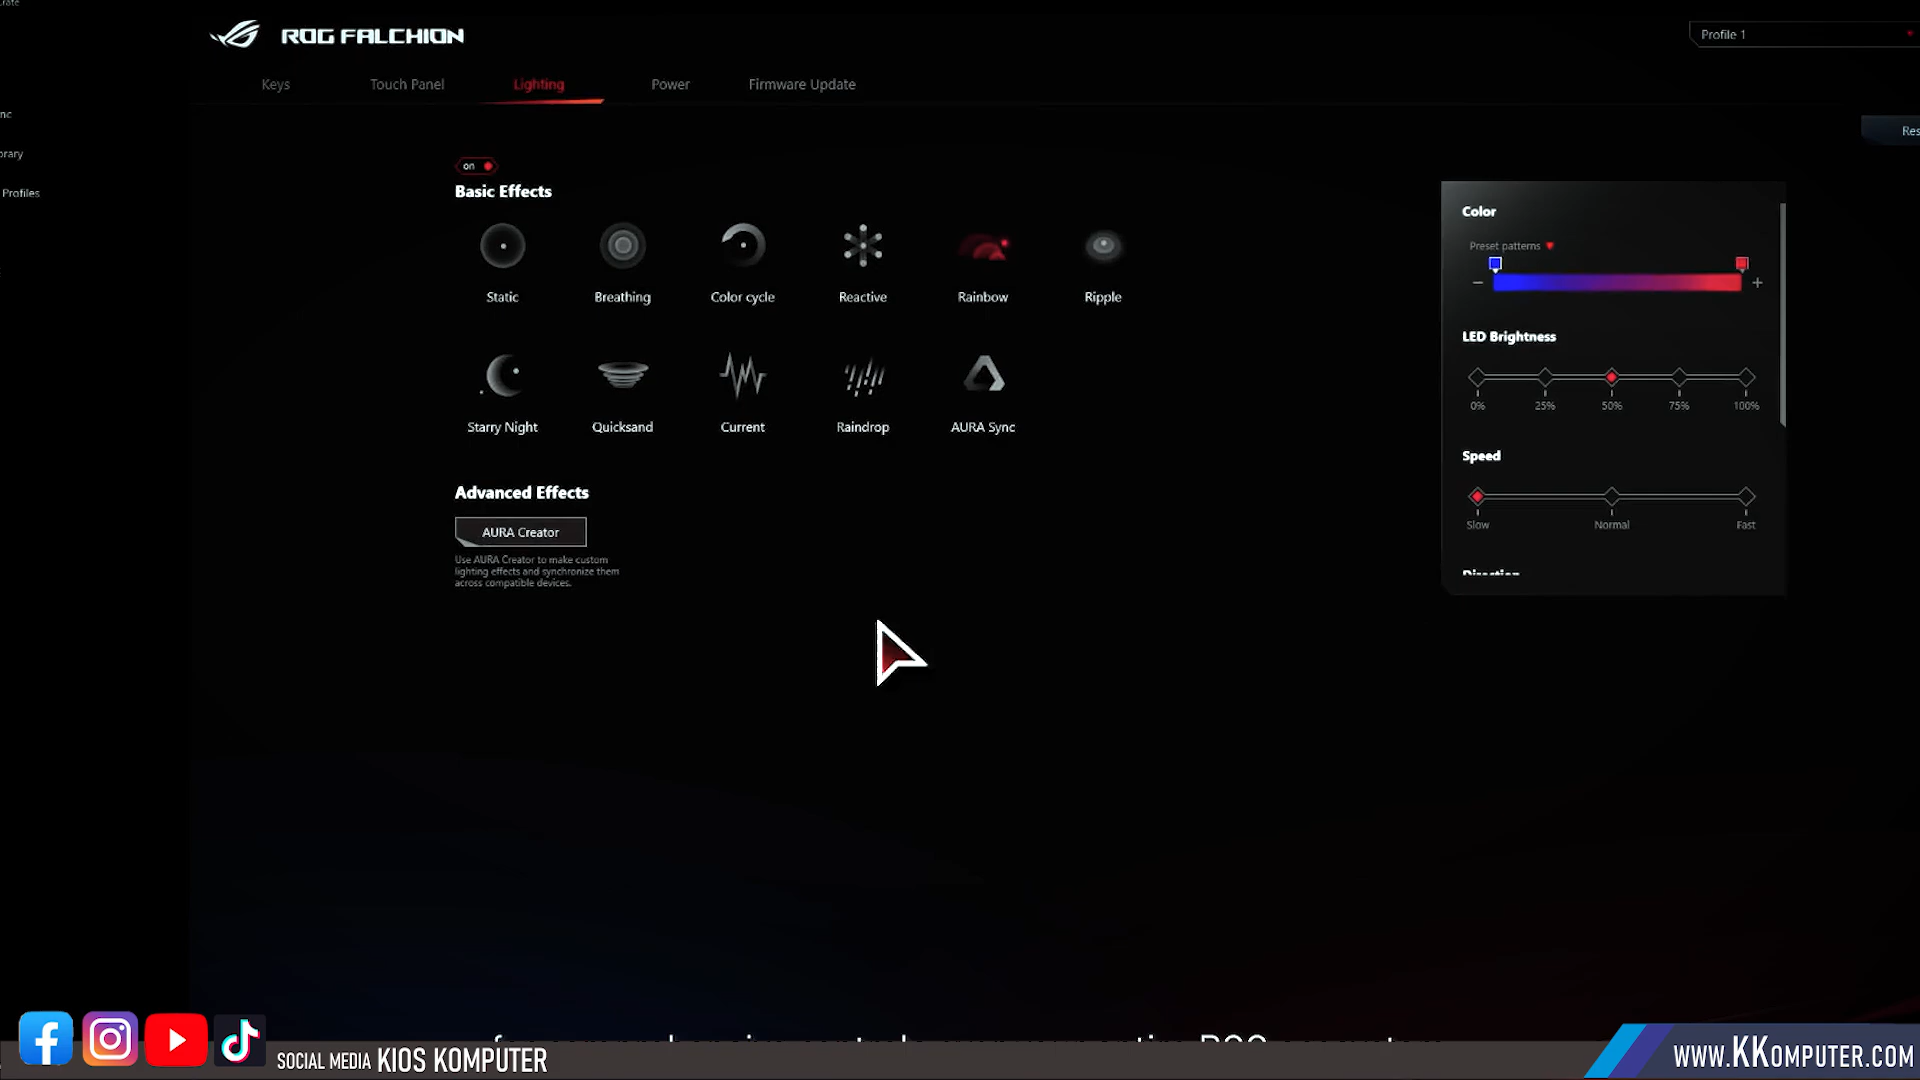 ROG FALCHION
Profile 1
Keys
Touch Panel
Lighting
Power
Firmware Update
Profiles
on
Basic Effects
Static
Breathing
Color cycle
Reactive
Rainbow
Ripple
Starry Night
Quicksand
Current
Raindrop
AURA Sync
Advanced Effects
AURA Creator
Use AURA Creator to make custom
lighting effects and synchronize them
across compatible devices.
Color
Preset patterns
LED Brightness
0%
25%
50%
75%
100%
Speed
Slow
Normal
Fast
Direction
SOCIAL MEDIA KIOS KOMPUTER
WWW.KKOMPUTER.COM